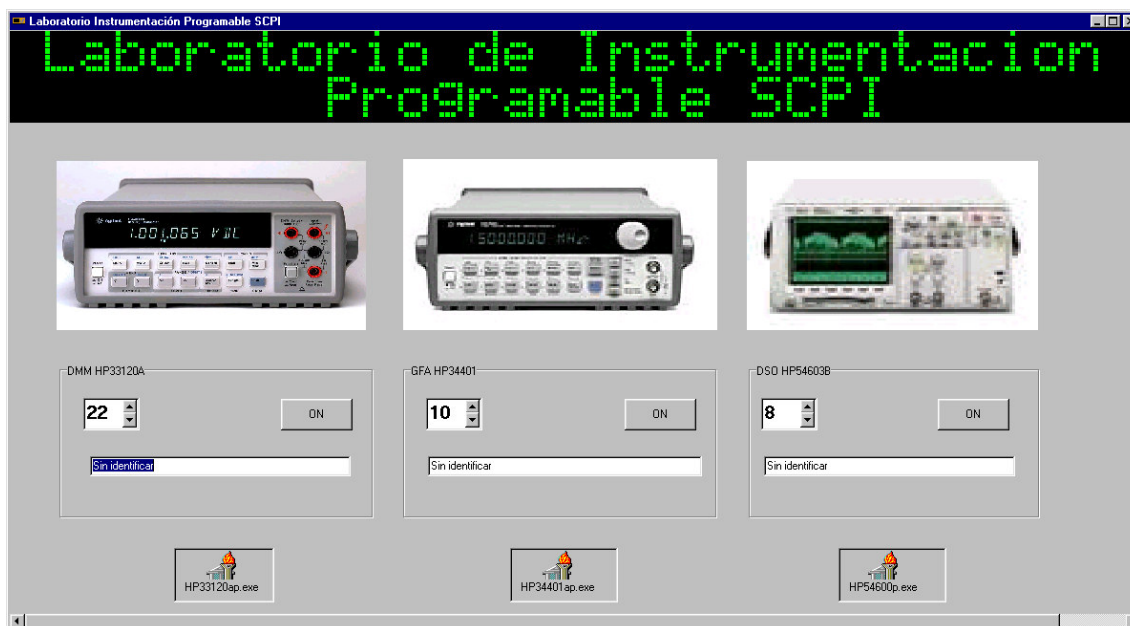 Laboratorio Instrumentación Programable SCPI
Laboratorio de Instrumentacion
Programable SCPI
1.001,065 VDC
15.000000 MHz
DMM HP33120A
GFA HP34401
DSO HP54603B
22
ON
10
ON
8
ON
Sin identificar
Sin identificar
Sin identificar
HP33120ap.exe
HP34401ap.exe
HP54600p.exe